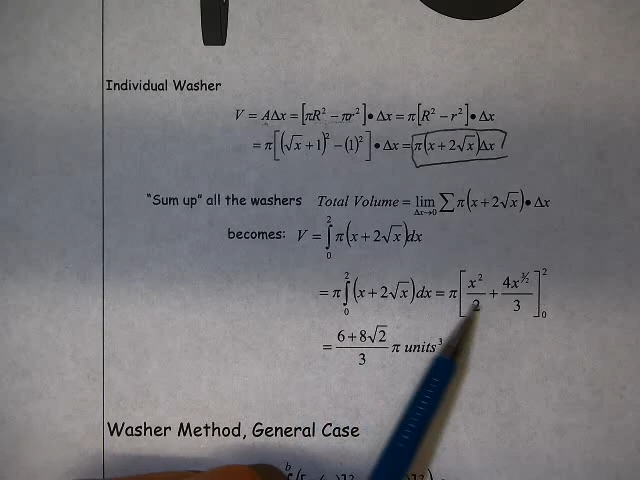 Individual Washer
V = AΔx = [πR² − πr²]•Δx = π[R² − r²]•Δx
= π[(√x + 1)² − (1)²]•Δx = π(x + 2√x)Δx
"Sum up" all the washers Total Volume = lim Δx→0 ∑ π(x + 2√x)•Δx
becomes: V = ∫₀² π(x + 2√x)dx
= π∫₀² (x + 2√x)dx = π[x²/2 + 4x^(3/2)/3]₀²
= (6 + 8√2)/3 π units³
Washer Method, General Case